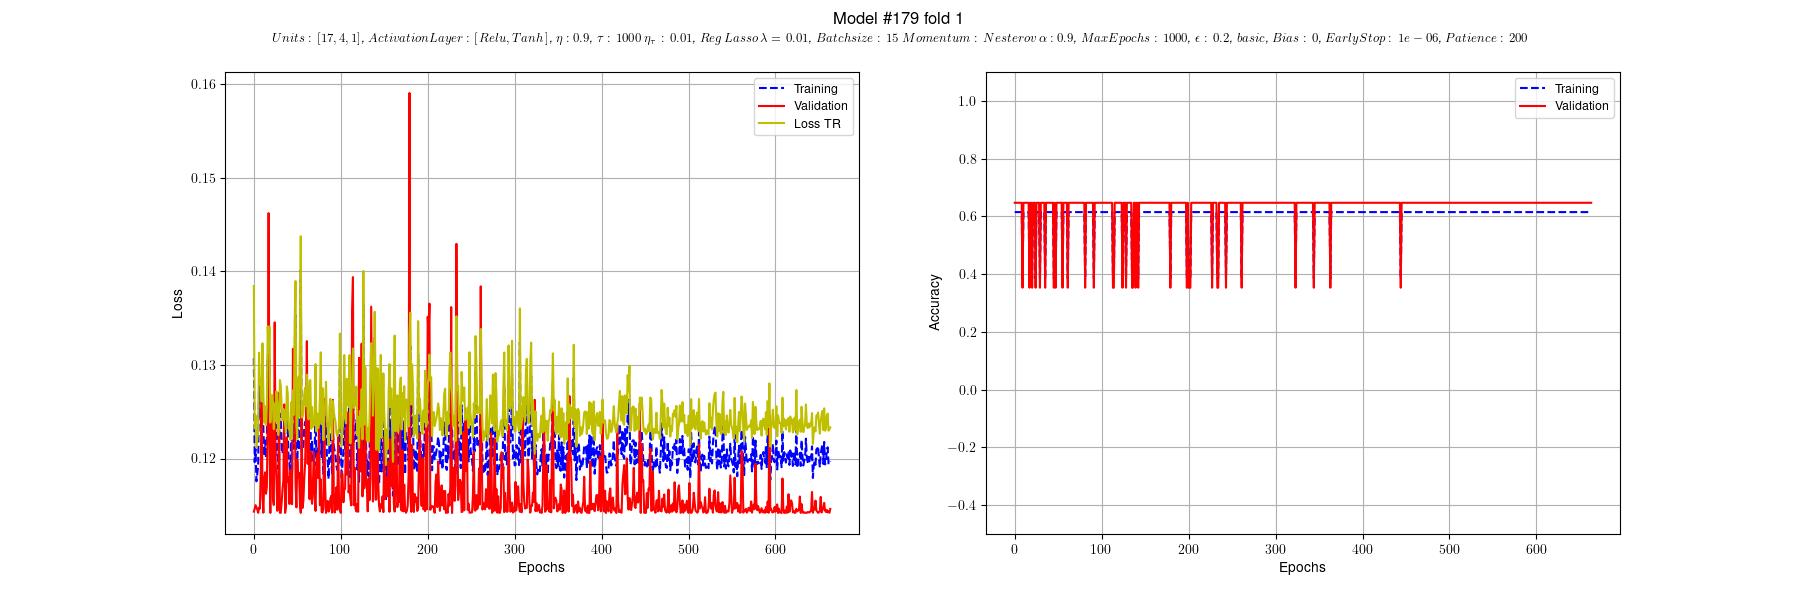 Model #179 fold 1
Units : [17, 4, 1], ActivationLayer : [Relu, Tanh], η : 0.9, τ : 1000 η_τ : 0.01, Reg Lasso λ = 0.01, Batchsize : 15 Momentum : Nesterov α : 0.9, MaxEpochs : 1000, ϵ : 0.2, basic, Bias : 0, EarlyStop : 1e − 06, Patience : 200
Loss
0.16
0.15
0.14
0.13
0.12
0 100 200 300 400 500 600
Epochs
Training
Validation
Loss TR
Accuracy
1.0
0.8
0.6
0.4
0.2
0.0
−0.2
−0.4
0 100 200 300 400 500 600
Epochs
Training
Validation